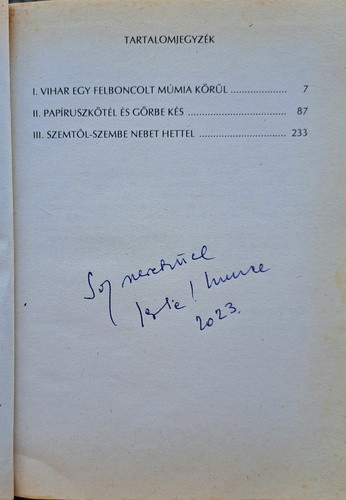 TARTALOMJEGYZÉK
I. VIHAR EGY FELBONCOLT MÚMIA KÖRÜL .................... 7
II. PAPÍRUSZKÖTÉL ÉS GÖRBE KÉS .................................. 87
III. SZEMTŐL-SZEMBE NEBET HETTEL ............................... 233
2023.